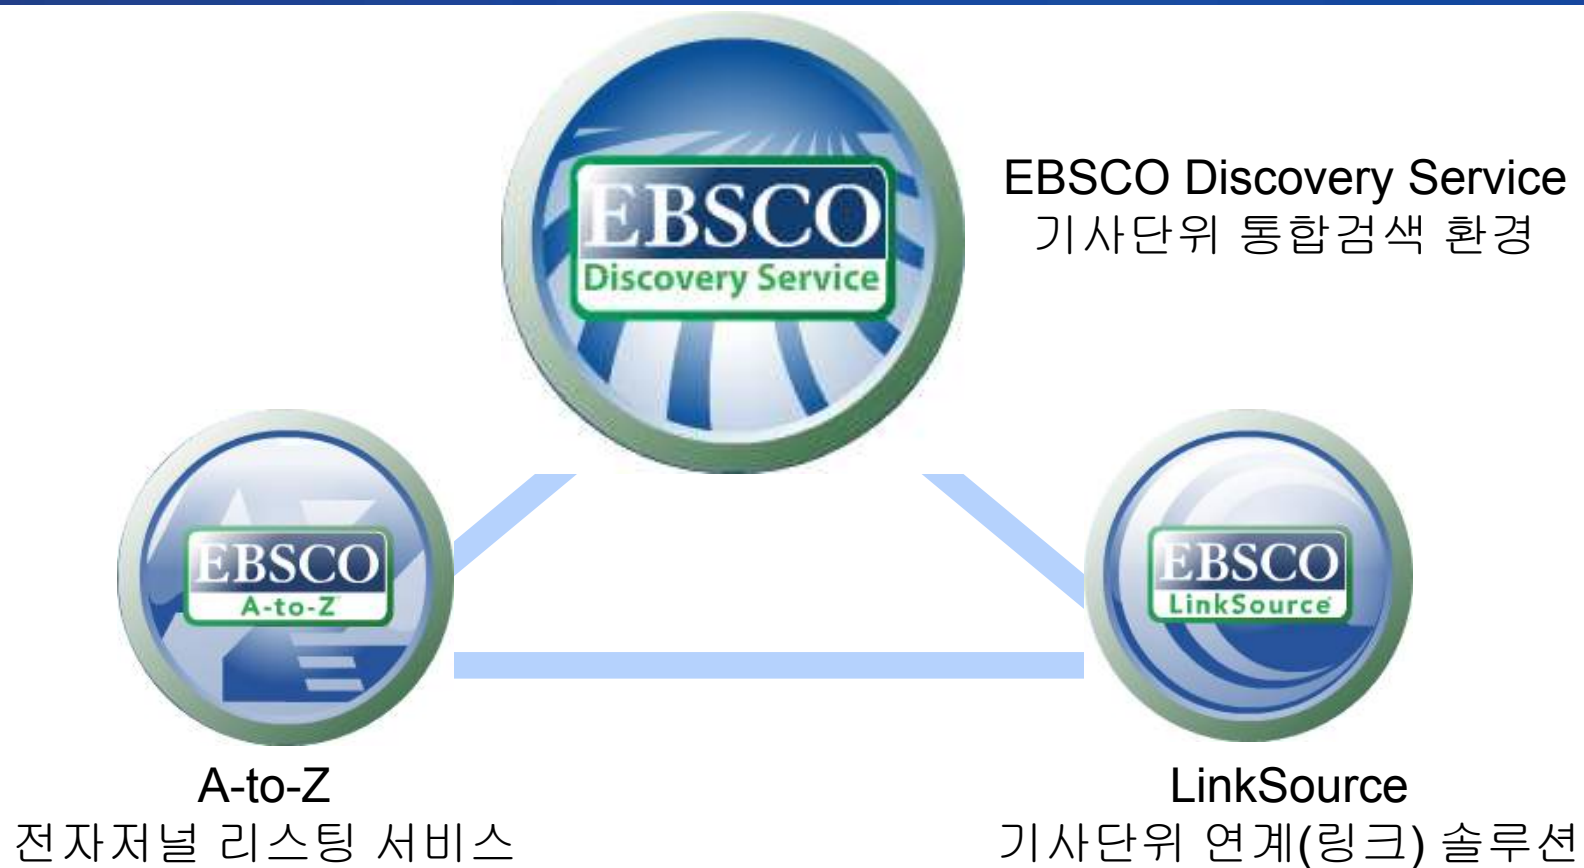 EBSCO
Discovery Service
EBSCO Discovery Service
기사단위 통합검색 환경
EBSCO
A-to-Z
EBSCO
LinkSource
A-to-Z
전자저널 리스팅 서비스
LinkSource
기사단위 연계(링크) 솔루션